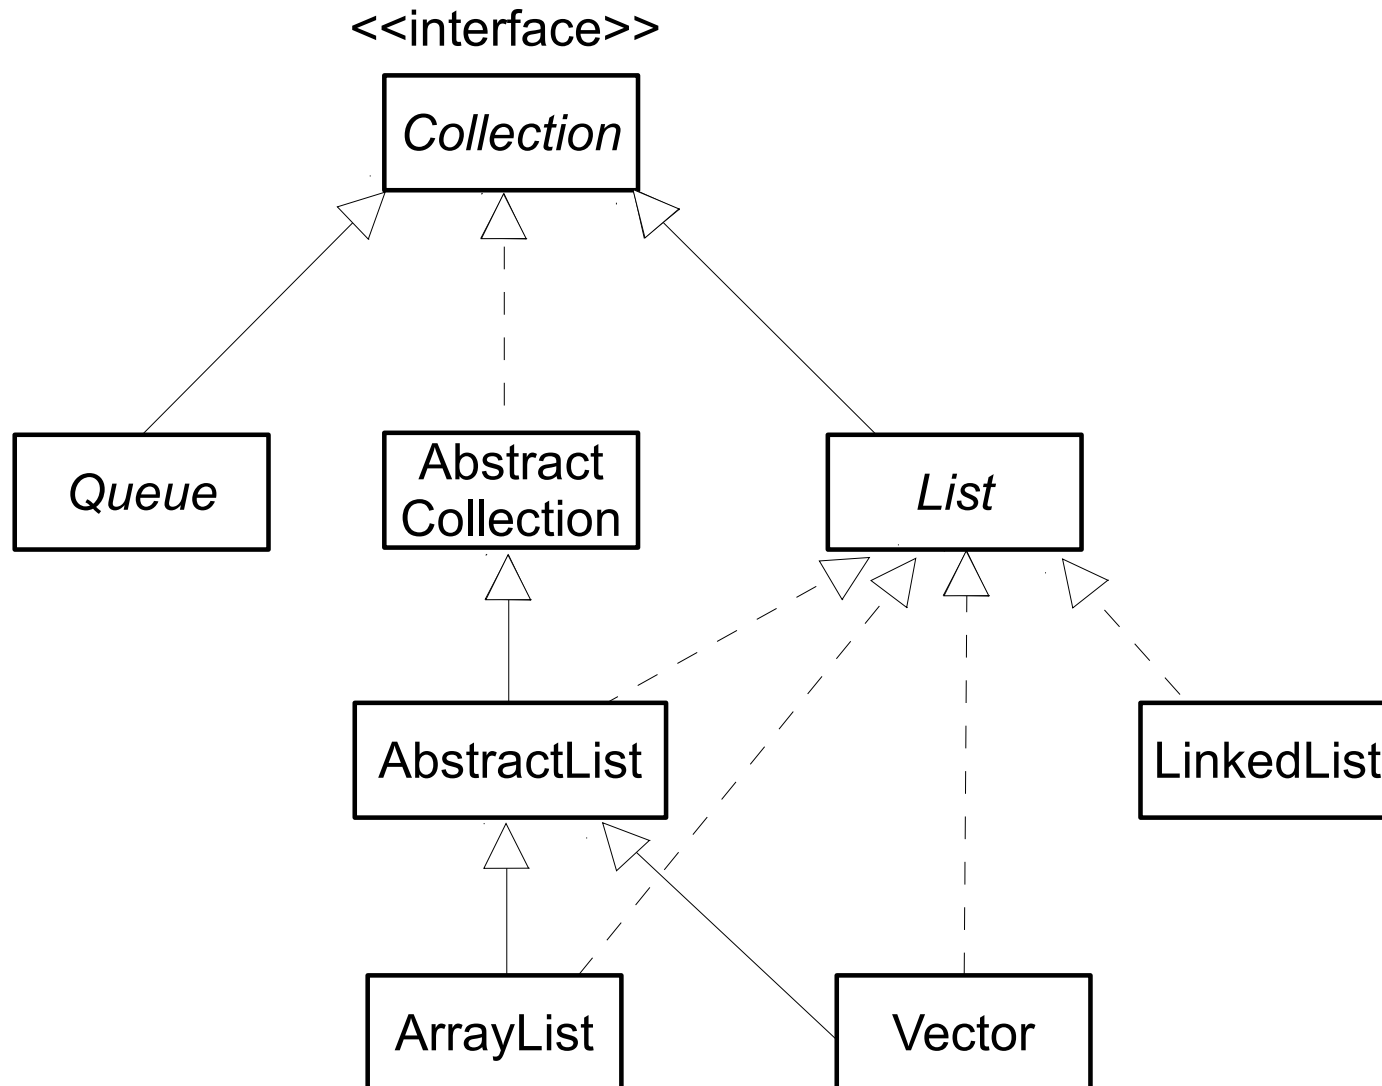 <<interface>>
Collection
Queue
Abstract
Collection
List
AbstractList
LinkedList
ArrayList
Vector